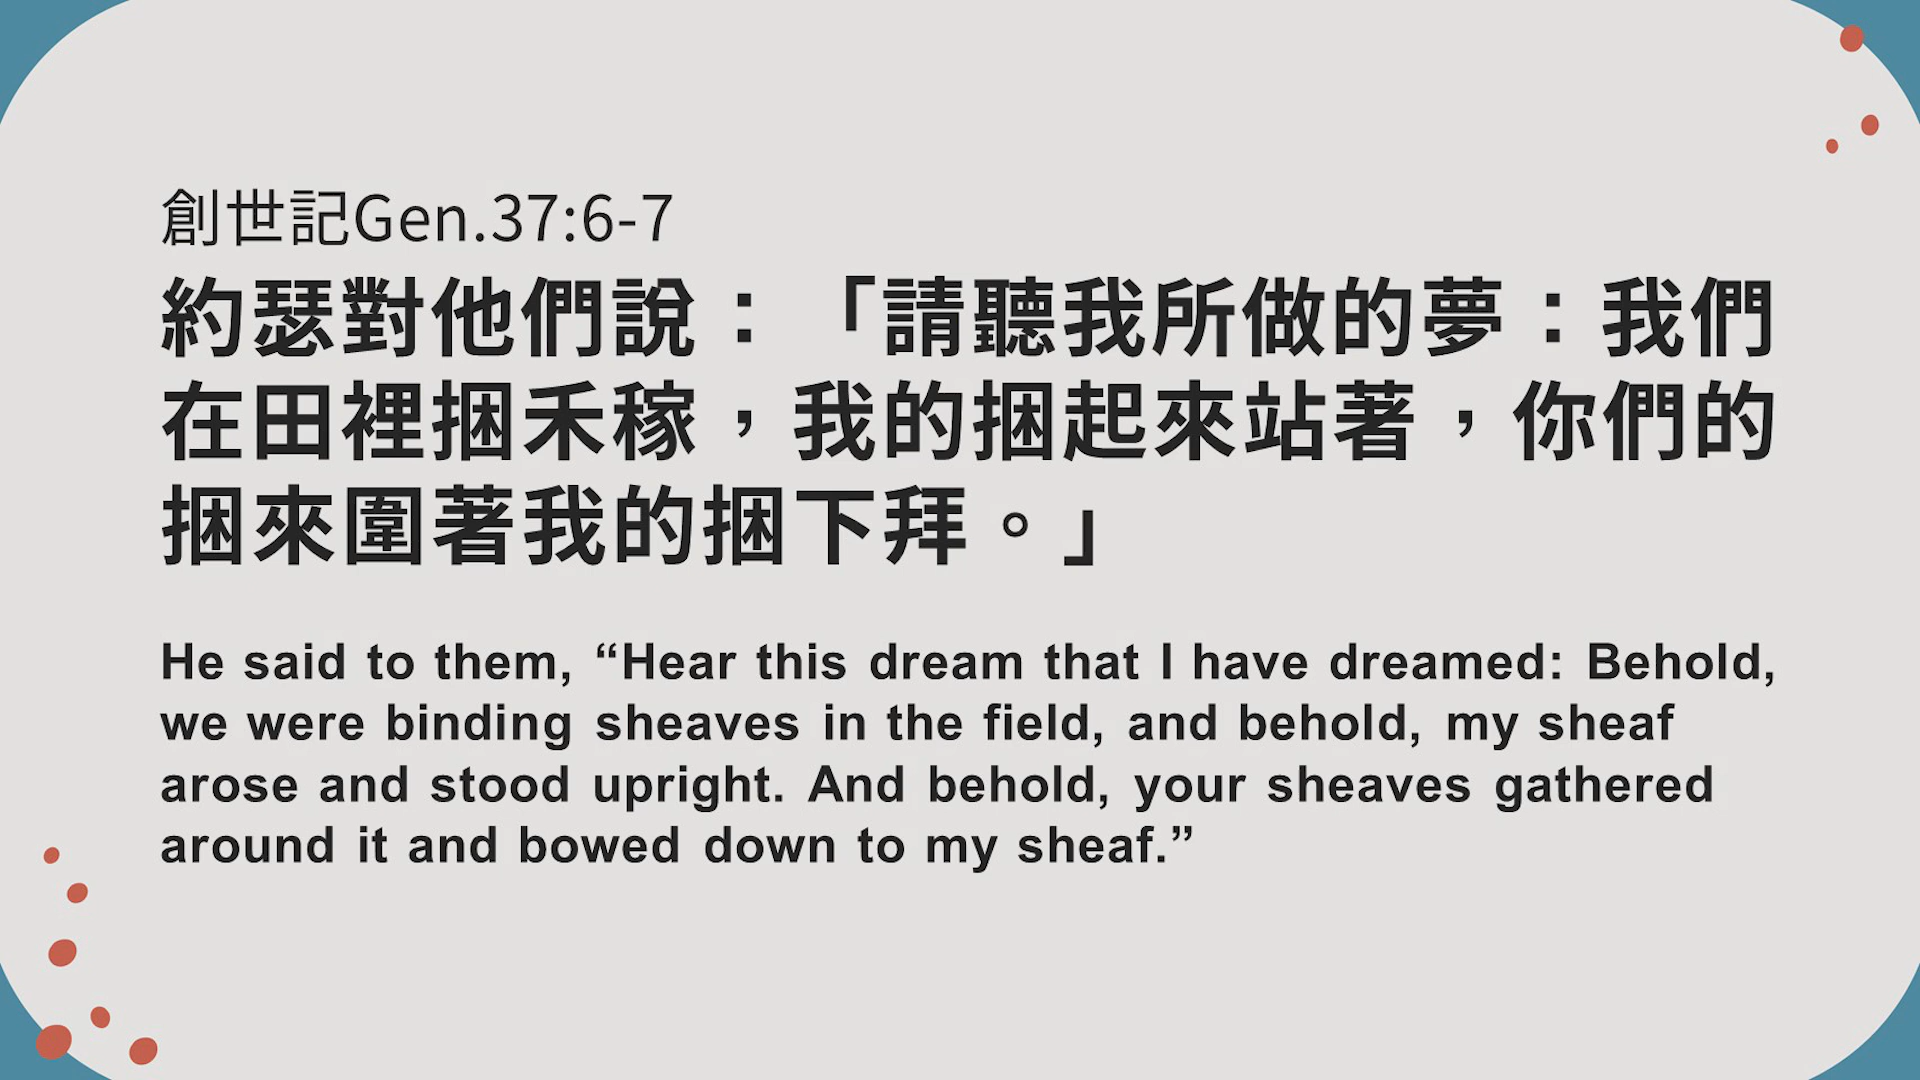 創世記Gen.37:6-7
約瑟對他們說：「請聽我所做的夢：我們
在田裡捆禾稼，我的捆起來站著，你們的
捆來圍著我的捆下拜。」
He said to them, “Hear this dream that I have dreamed: Behold,
we were binding sheaves in the field, and behold, my sheaf
arose and stood upright. And behold, your sheaves gathered
around it and bowed down to my sheaf.”